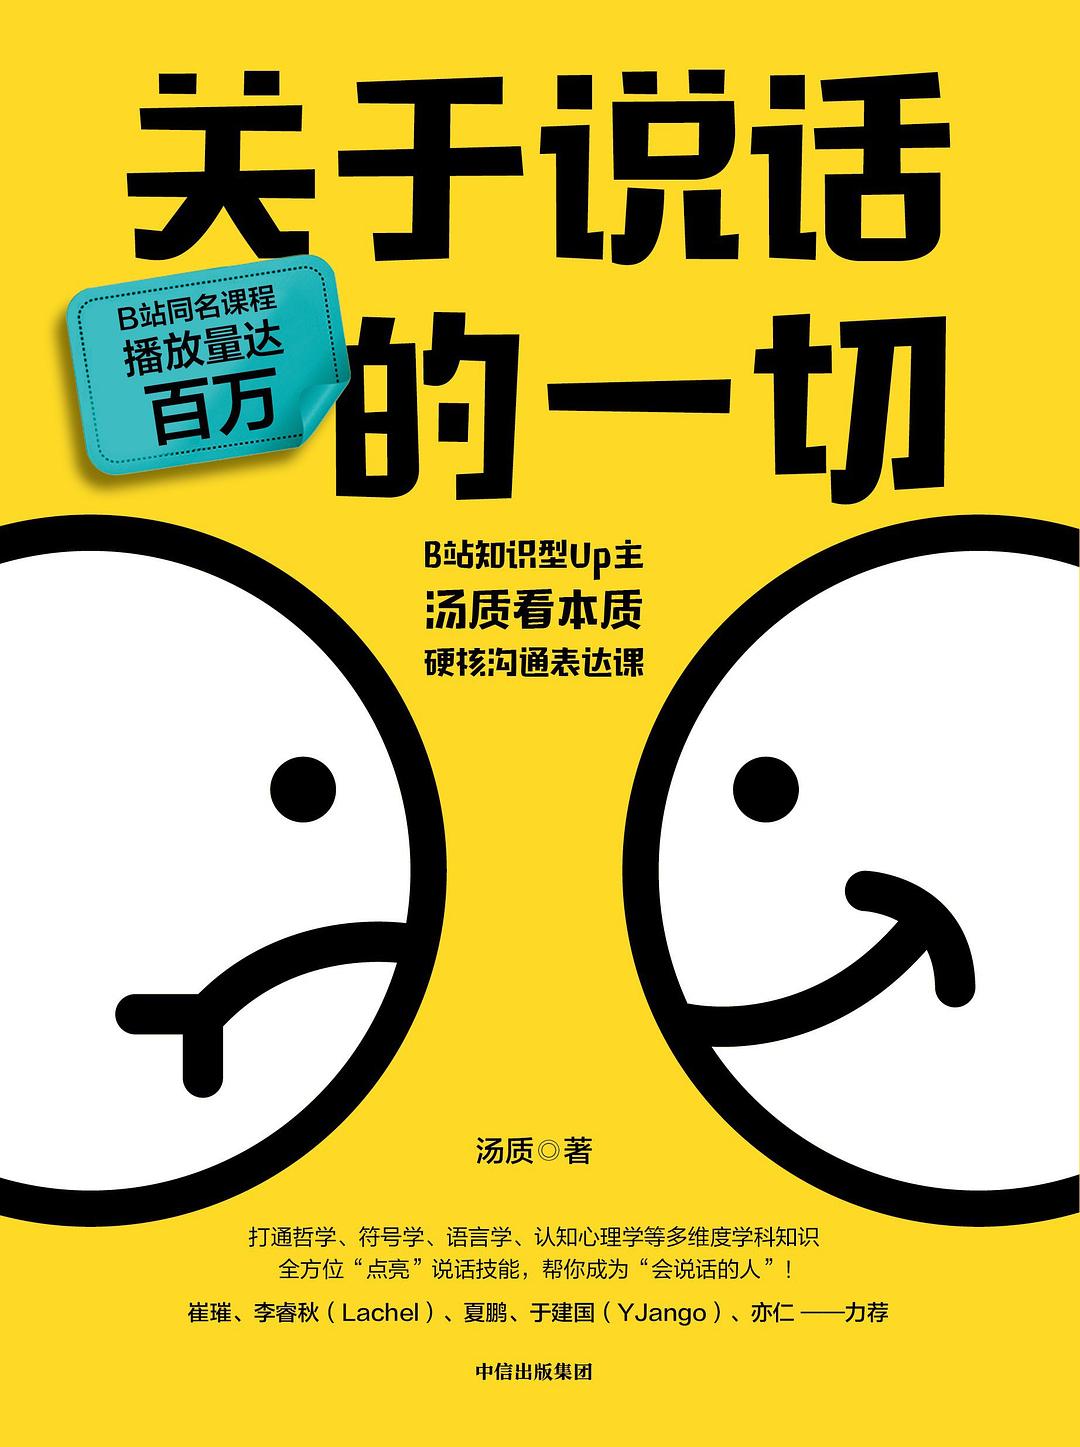 关于说话
的一切
B站同名课程
播放量达
百万
B站知识型Up主
汤质看本质
硬核沟通表达课
汤质◎著
打通哲学、符号学、语言学、认知心理学等多维度学科知识
全方位“点亮”说话技能，帮你成为“会说话的人”！
崔璀、李睿秋（Lachel）、夏鹏、于建国（YJango）、亦仁 ——力荐
中信出版集团